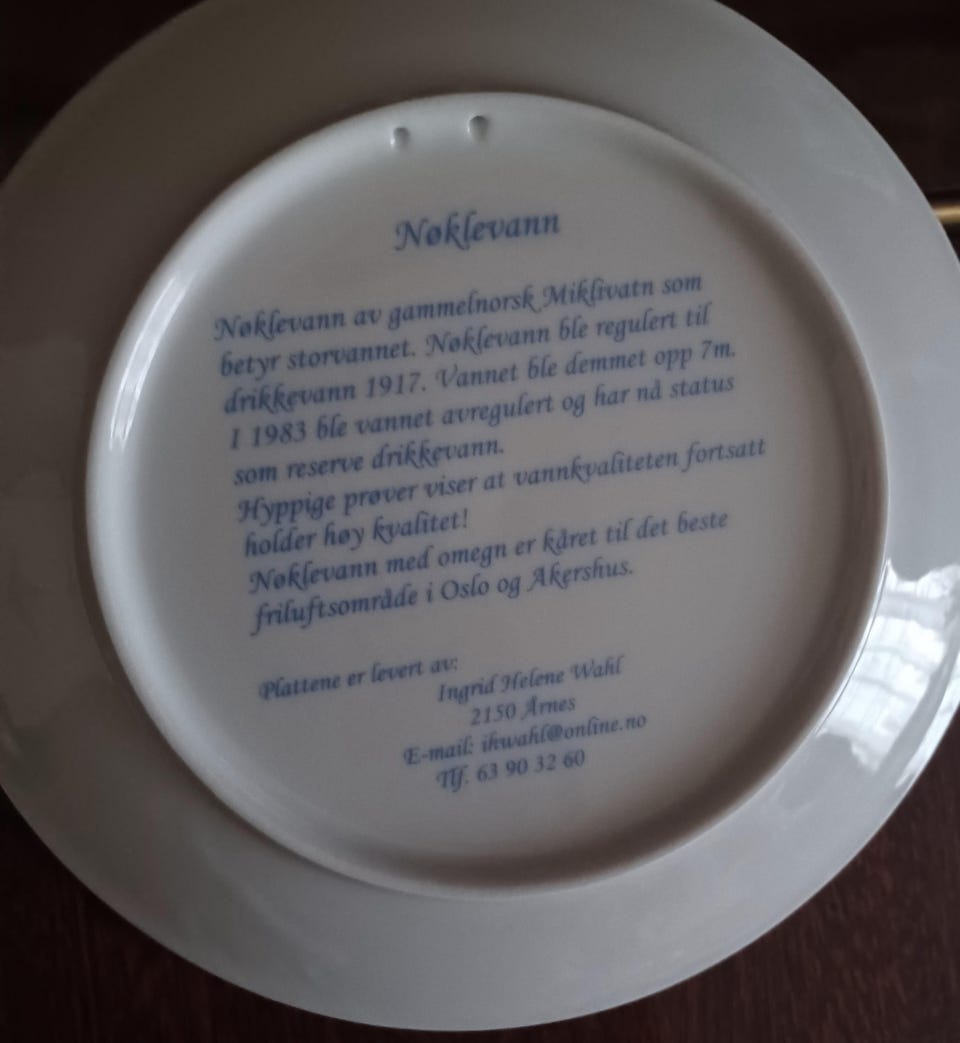 Nøklevann
Nøklevann av gammelnorsk Miklivatn som
betyr storvannet. Nøklevann ble regulert til
drikkevann 1917. Vannet ble demmet opp 7m.
I 1983 ble vannet avregulert og har nå status
som reserve drikkevann.
Hyppige prøver viser at vannkvaliteten fortsatt
holder høy kvalitet!
Nøklevann med omegn er kåret til det beste
friluftsområde i Oslo og Akershus.
Plattene er levert av:
Ingrid Helene Wahl
2150 Årnes
E-mail: ihwahl@online.no
Tlf. 63 90 32 60